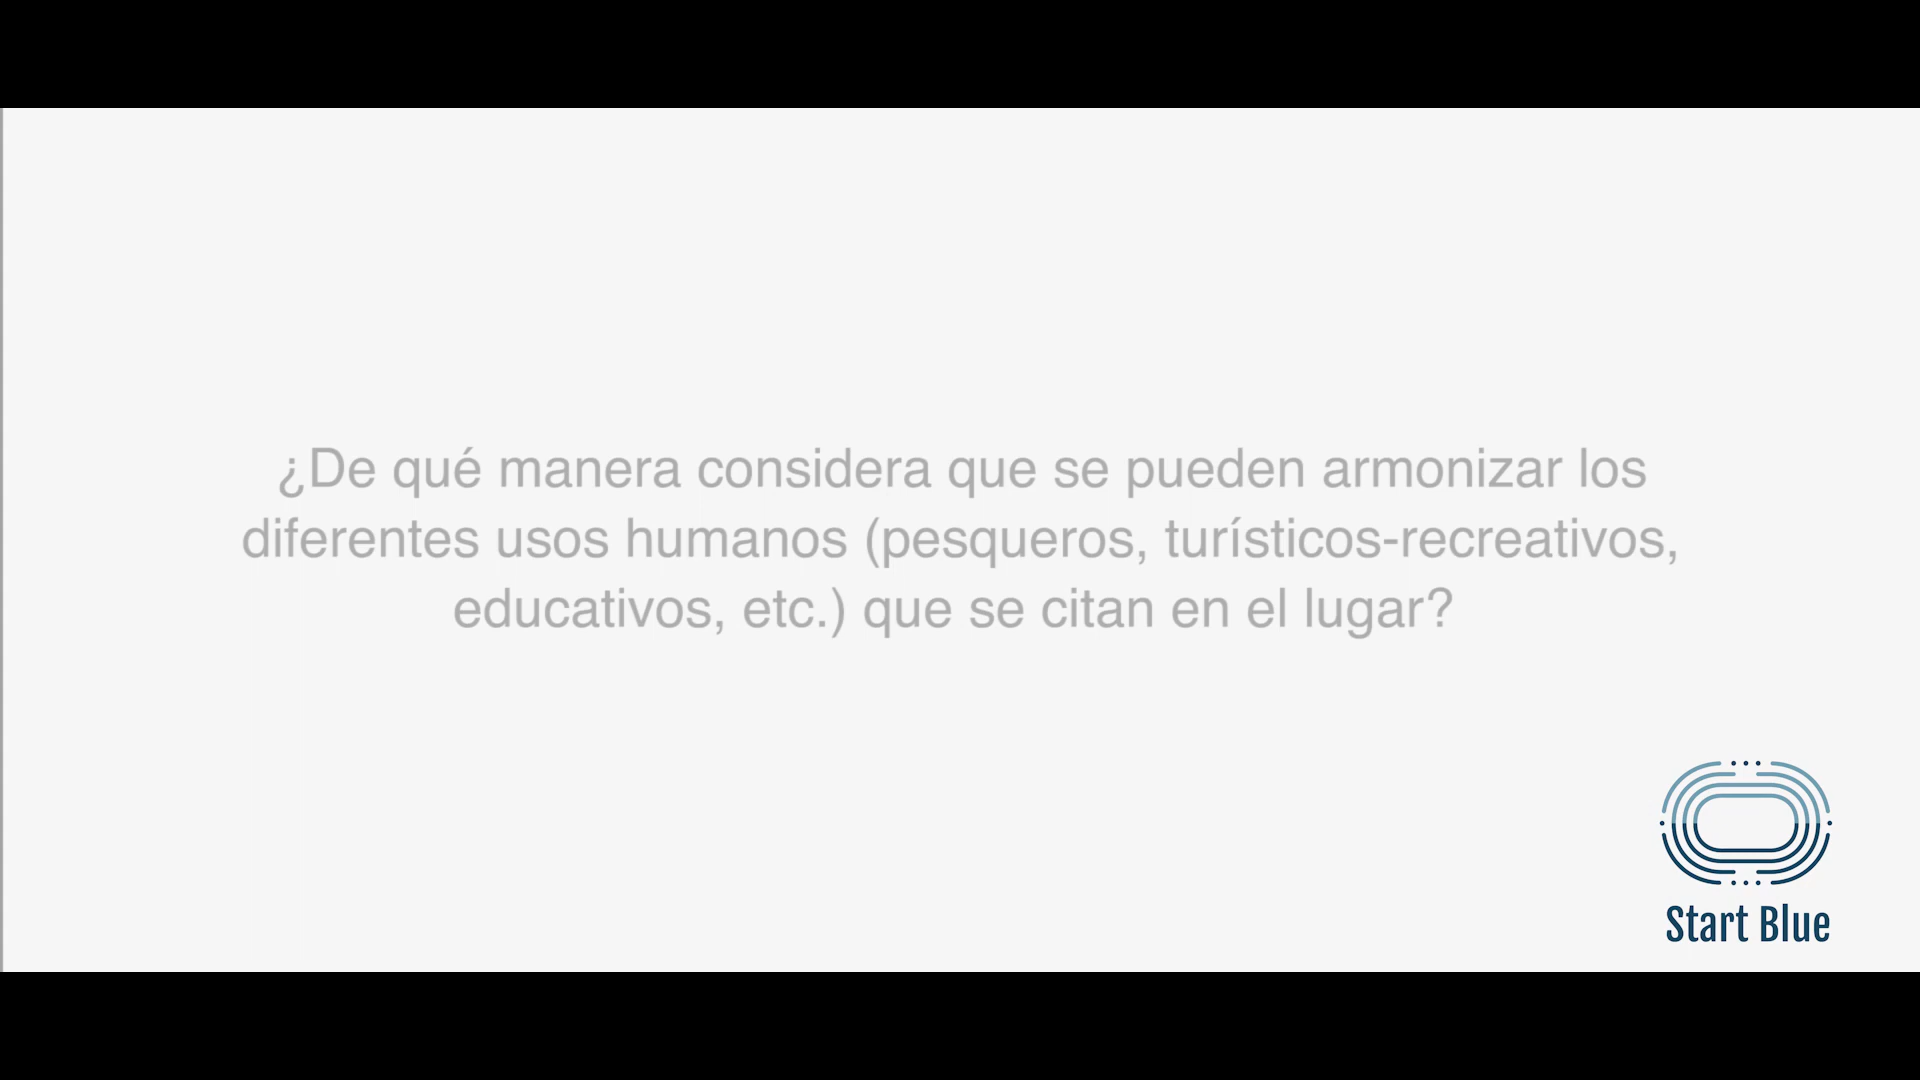 ¿De qué manera considera que se pueden armonizar los
diferentes usos humanos (pesqueros, turísticos-recreativos,
educativos, etc.) que se citan en el lugar?
Start Blue